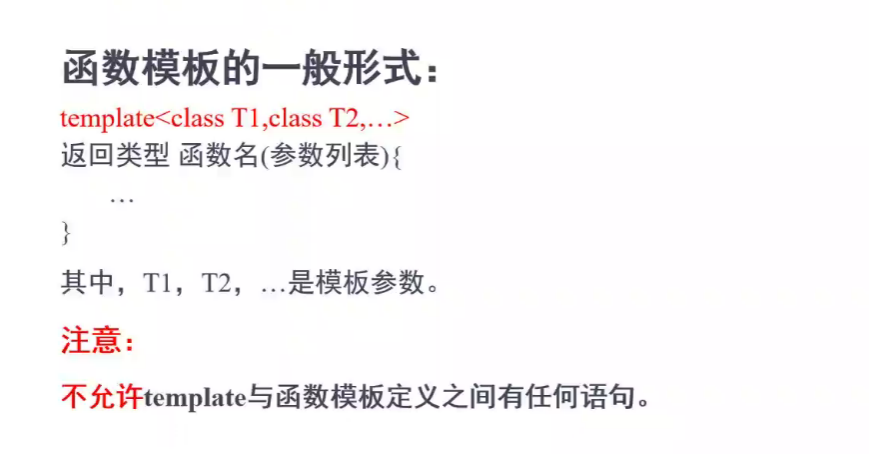 函数模板的一般形式：
template<class T1,class T2,…>
返回类型 函数名(参数列表){
…
}
其中，T1，T2，…是模板参数。
注意：
不允许template与函数模板定义之间有任何语句。